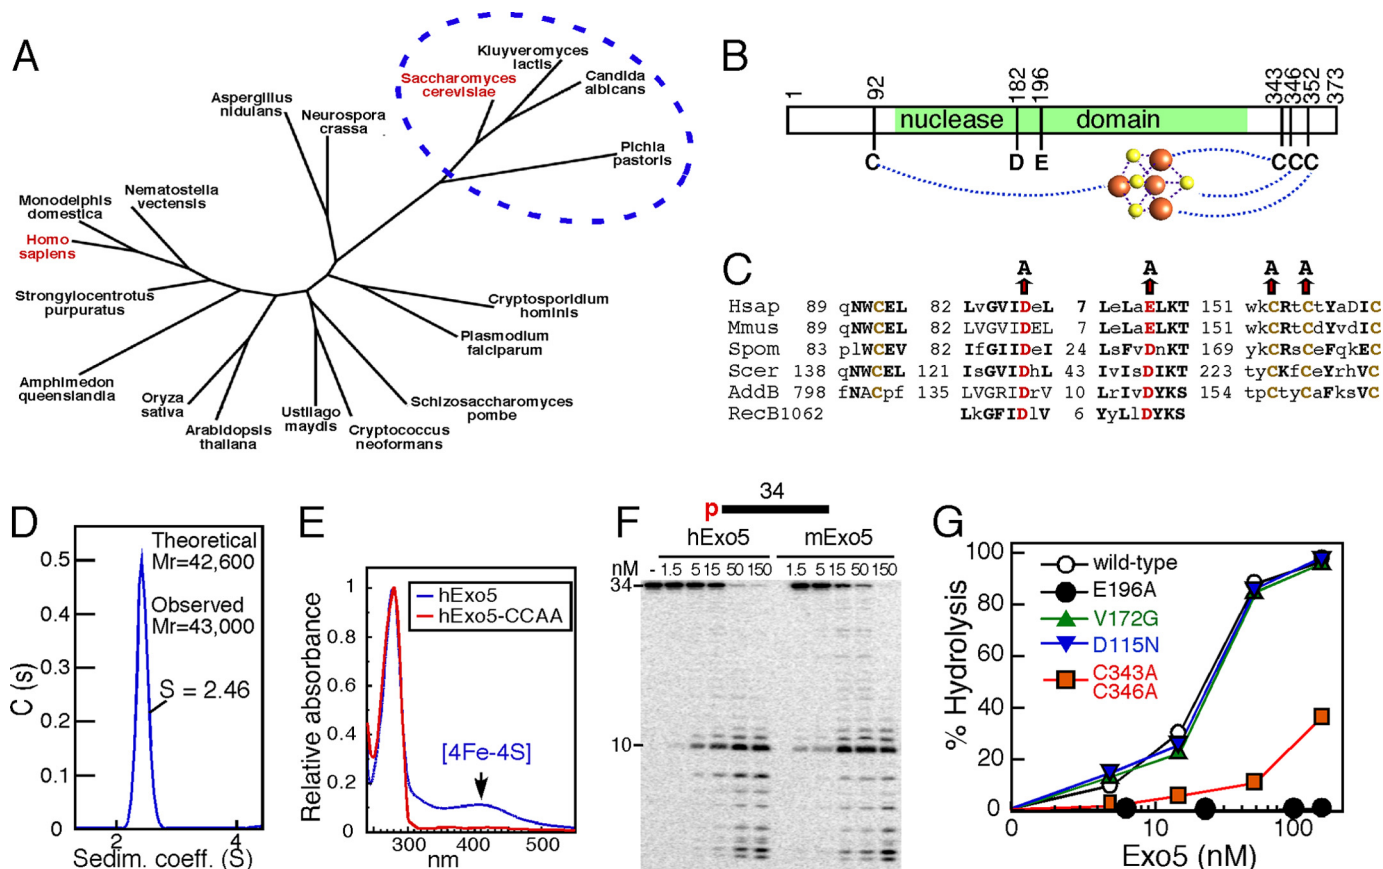 A
Kluyveromyces
lactis
Saccharomyces
cerevisiae
Candida
albicans
Aspergillus
nidulans
Neurospora
crassa
Pichia
pastoris
Nematostella
vectensis
Monodelphis
domestica
Homo
sapiens
Strongylocentrotus
purpuratus
Cryptosporidium
hominis
Plasmodium
falciparum
Amphimedon
queenslandia
Oryza
sativa
Arabidopsis
thaliana
Ustilago
maydis
Cryptococcus
neoformans
Schizosaccharomyces
pombe
B
1 92 182 196 343 346 352 373
nuclease domain
C D E CCC
C
A A A A
Hsap 89 qNWCEL 82 LvGVIDeL 7 LeLaELKT 151 wkCRtCtYaDIC
Mmus 89 qNWCEL 82 LVGVIDEL 7 LeLaELKT 151 wkCRtCdYvdIC
Spom 83 plWCEV 82 IfGIIDeI 24 LsFvDnKT 169 ykCRsCeFqkEC
Scer 138 qNWCEL 121 IsGVIDhL 43 IvIsDIKT 223 tyCKfCeYrhVC
AddB 798 fNACpf 135 LVGRIDrV 10 LrIvDYKS 154 tpCtyCaFksVC
RecB1062 LkGFIDlV 6 YyLlDYKS
D
Theoretical
Mr=42,600
Observed
Mr=43,000
S = 2.46
C (s)
0.5
0.4
0.3
0.2
0.1
0
2 4
Sedim. coeff. (S)
E
hExo5
hExo5-CCAA
[4Fe-4S]
Relative absorbance
1
0.8
0.6
0.4
0.2
0
300 400 500
nm
F
p 34
hExo5 mExo5
nM - 1.5 5 15 50 150 1.5 5 15 50 150
34
10
G
wild-type
E196A
V172G
D115N
C343A
C346A
% Hydrolysis
100
80
60
40
20
0
0 10 100
Exo5 (nM)